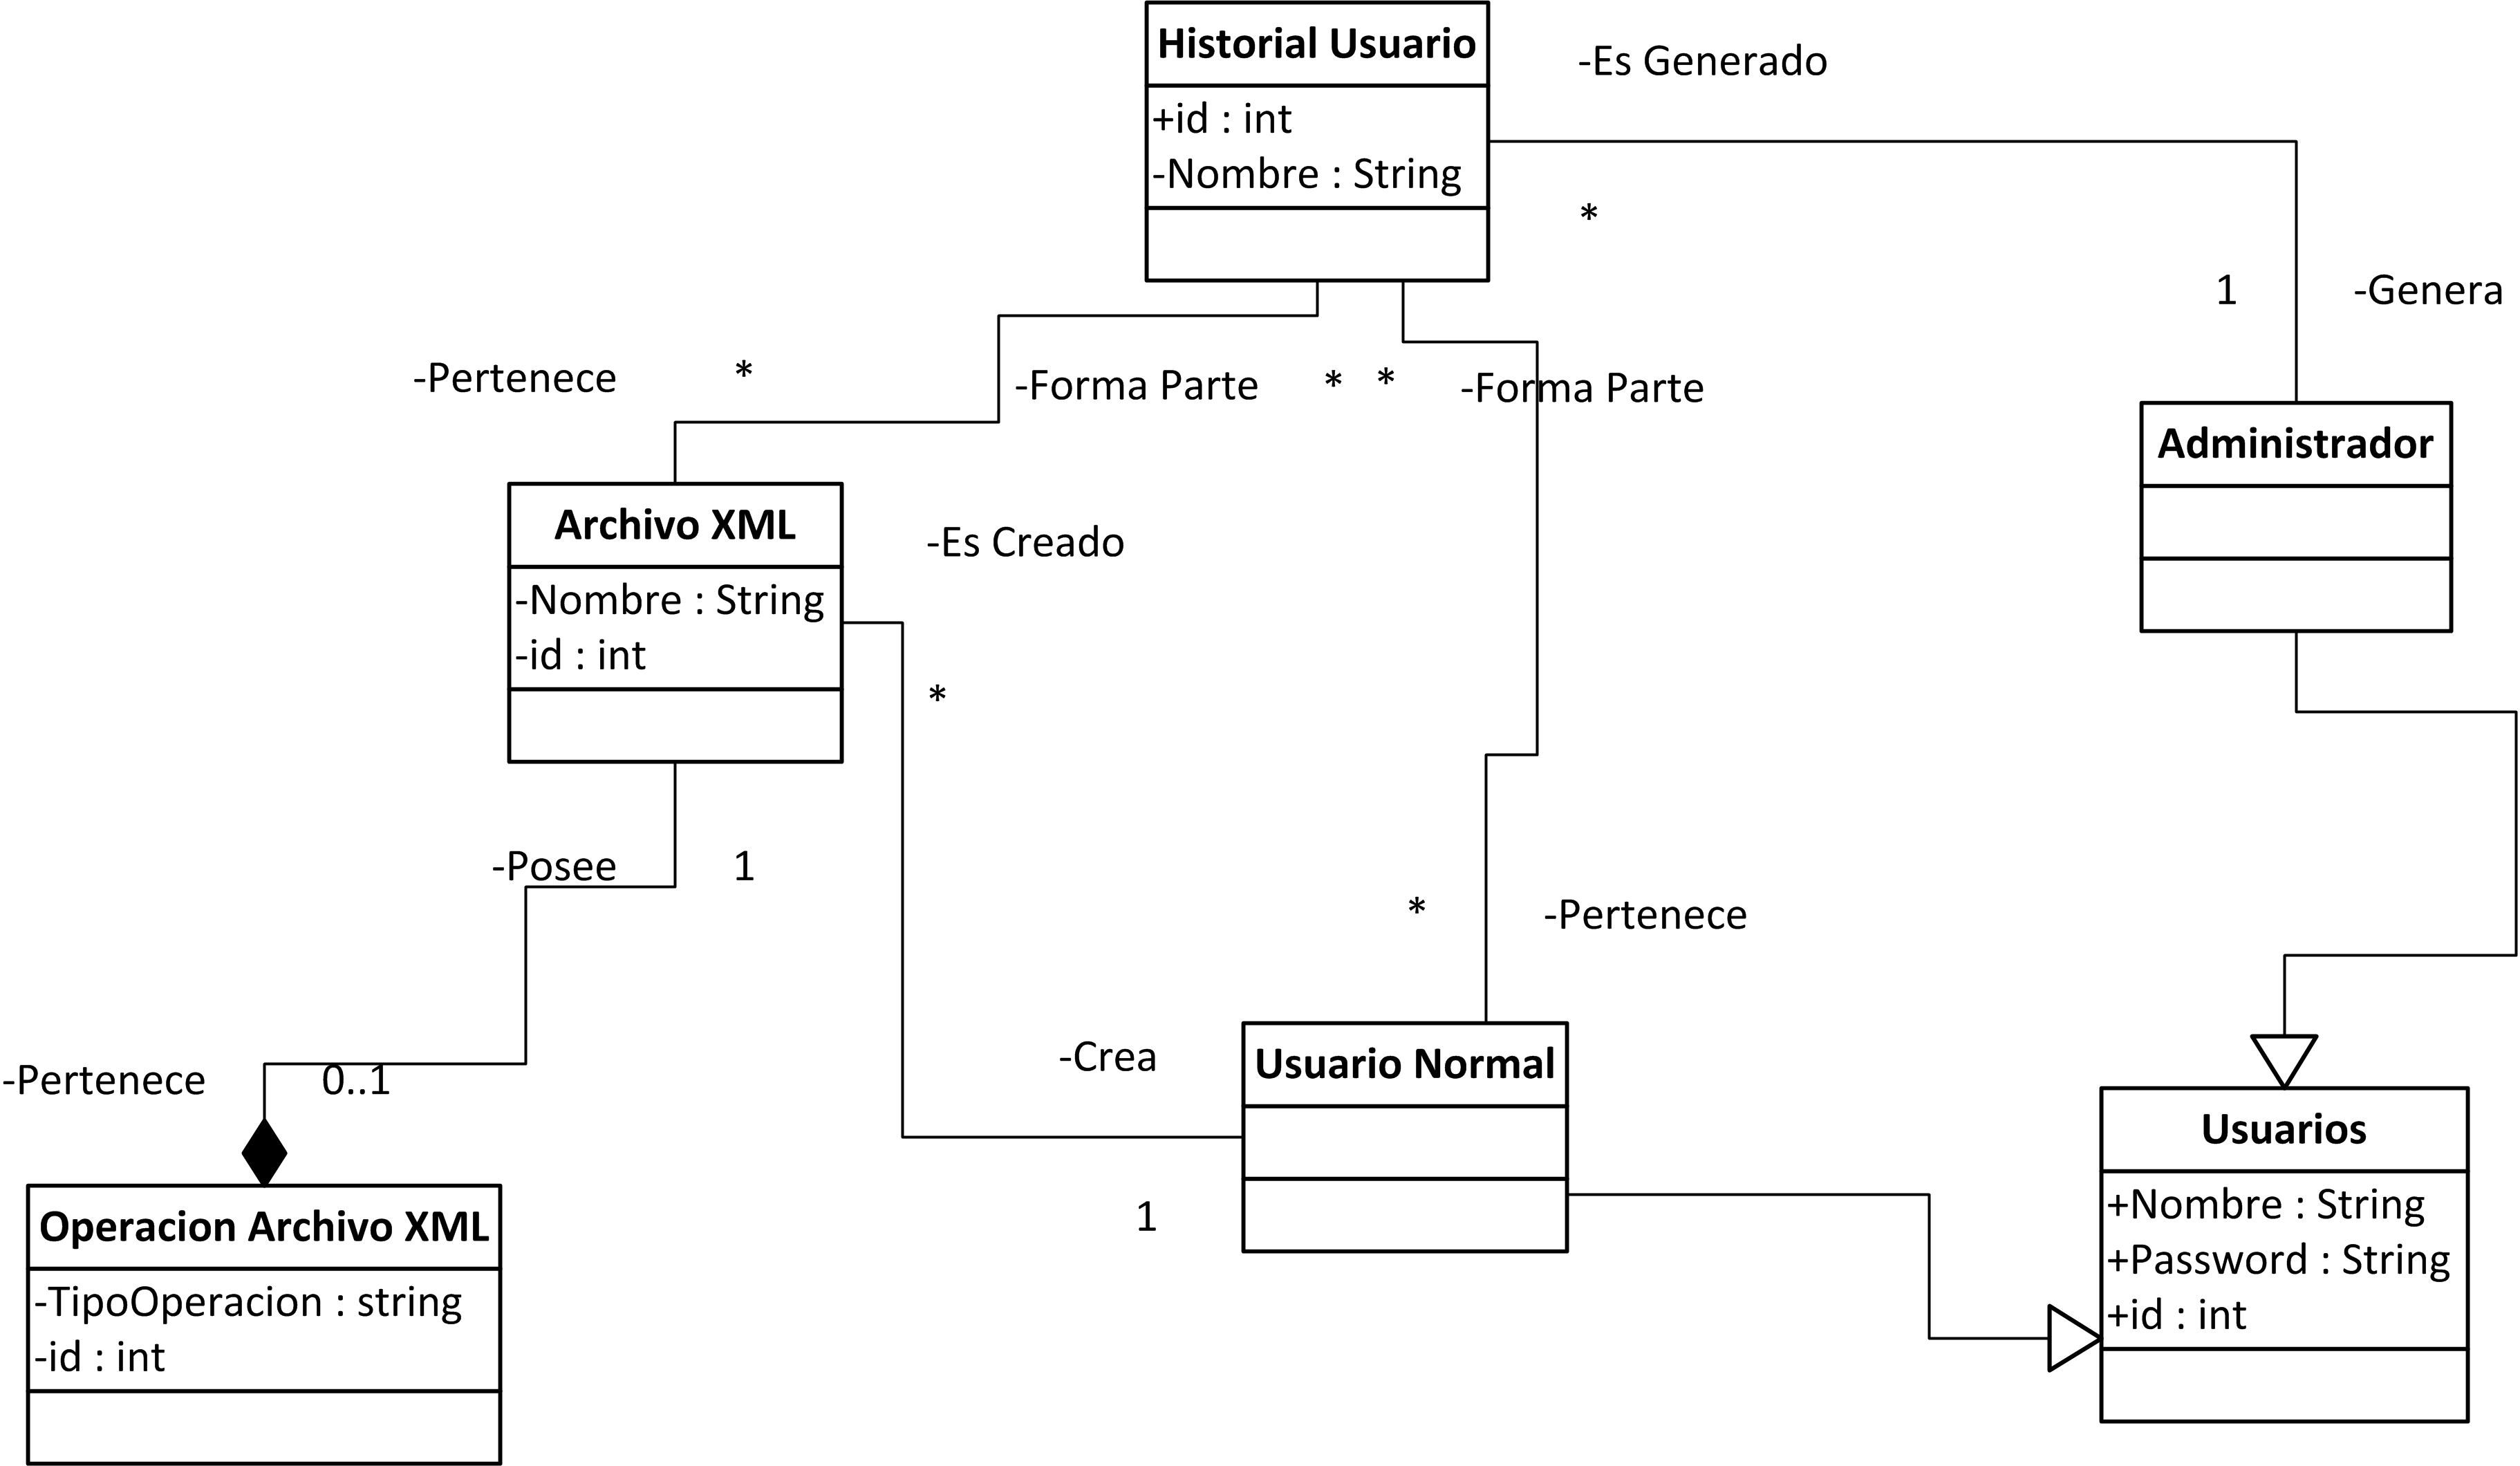 Historial Usuario
+id : int
-Nombre : String
-Es Generado
*
1
-Genera
-Pertenece
*
-Forma Parte
*
*
-Forma Parte
Administrador
Archivo XML
-Nombre : String
-id : int
-Es Creado
*
-Posee
1
*
-Pertenece
-Pertenece
0..1
-Crea
1
Usuario Normal
Usuarios
+Nombre : String
+Password : String
+id : int
Operacion Archivo XML
-TipoOperacion : string
-id : int